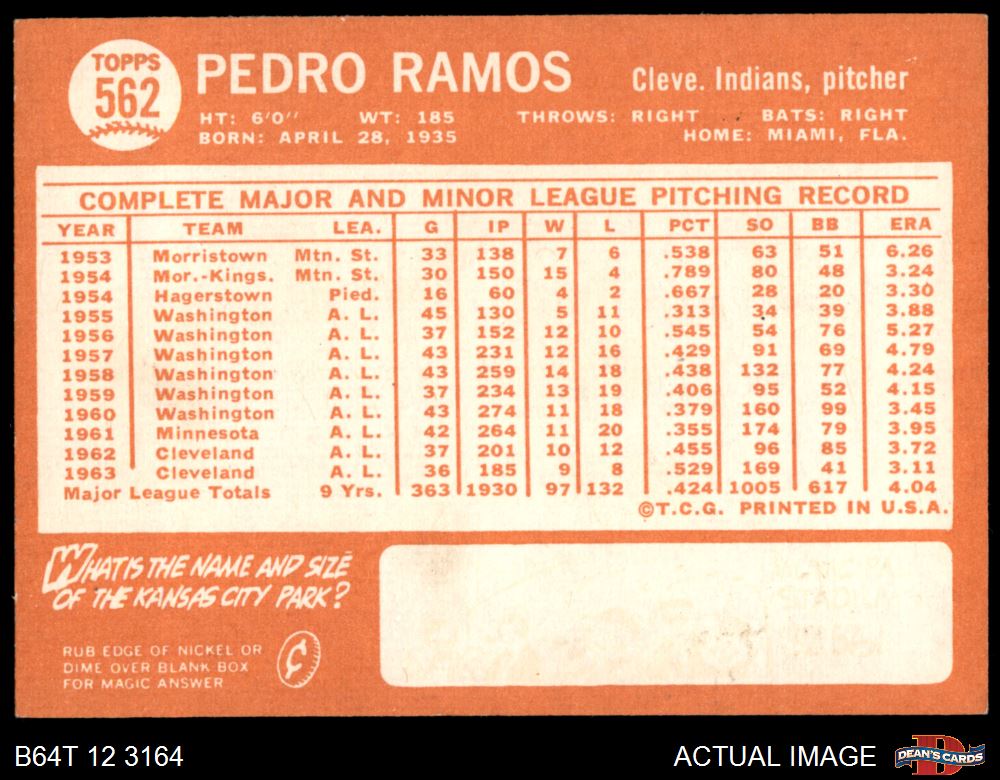 TOPPS
562
PEDRO RAMOS
Cleve. Indians, pitcher
HT: 6'0" WT: 185 THROWS: RIGHT BATS: RIGHT
BORN: APRIL 28, 1935 HOME: MIAMI, FLA.
COMPLETE MAJOR AND MINOR LEAGUE PITCHING RECORD
YEAR TEAM LEA. G IP W L PCT SO BB ERA
1953 Morristown Mtn. St. 33 138 7 6 .538 63 51 6.26
1954 Mor.-Kings. Mtn. St. 30 150 15 4 .789 80 48 3.24
1954 Hagerstown Pied. 16 60 4 2 .667 28 20 3.30
1955 Washington A. L. 45 130 5 11 .313 34 39 3.88
1956 Washington A. L. 37 152 12 10 .545 54 76 5.27
1957 Washington A. L. 43 231 12 16 .429 91 69 4.79
1958 Washington A. L. 43 259 14 18 .438 132 77 4.24
1959 Washington A. L. 37 234 13 19 .406 95 52 4.15
1960 Washington A. L. 43 274 11 18 .379 160 99 3.45
1961 Minnesota A. L. 42 264 11 20 .355 174 79 3.95
1962 Cleveland A. L. 37 201 10 12 .455 96 85 3.72
1963 Cleveland A. L. 36 185 9 8 .529 169 41 3.11
Major League Totals 9 Yrs. 363 1930 97 132 .424 1005 617 4.04
©T.C.G. PRINTED IN U.S.A.
WHAT IS THE NAME AND SIZE
OF THE KANSAS CITY PARK?
RUB EDGE OF NICKEL OR
DIME OVER BLANK BOX
FOR MAGIC ANSWER
B64T 12 3164
ACTUAL IMAGE
DEAN'S CARDS